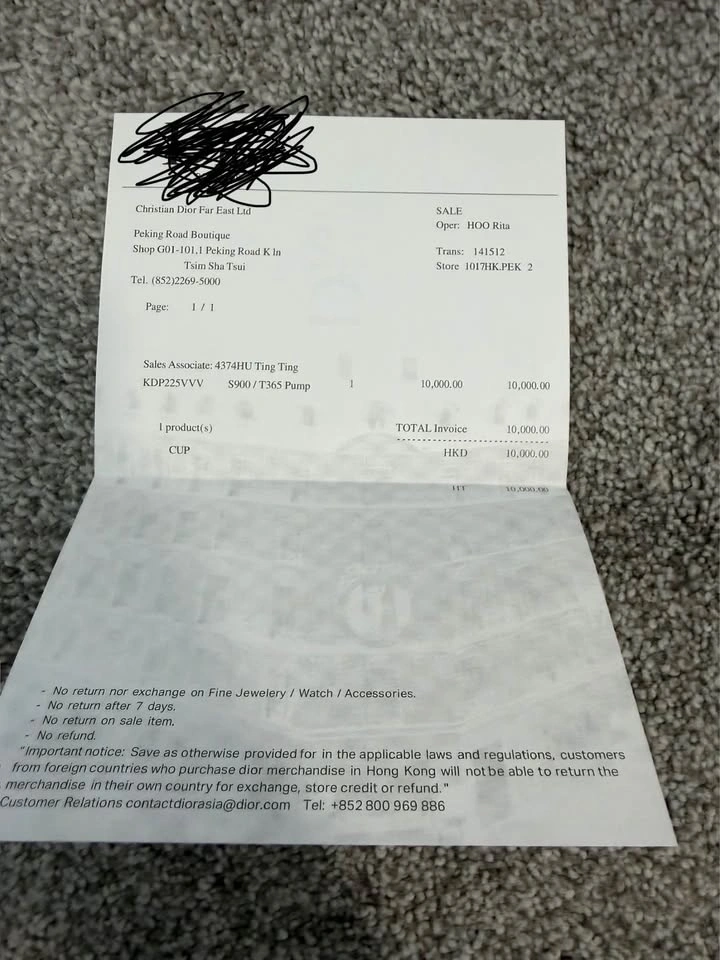 Christian Dior Far East Ltd
SALE
Oper: HOO Rita
Peking Road Boutique
Shop G01-101,1 Peking Road K ln
Tsim Sha Tsui
Trans: 141512
Store 1017HK.PEK 2
Tel. (852)2269-5000
Page: 1 / 1
Sales Associate: 4374HU Ting Ting
KDP225VVV S900 / T365 Pump 1 10,000.00 10,000.00
1 product(s) TOTAL Invoice 10,000.00
CUP HKD 10,000.00
10,000.00
- No return nor exchange on Fine Jewelery / Watch / Accessories.
- No return after 7 days.
- No return on sale item.
- No refund.
"Important notice: Save as otherwise provided for in the applicable laws and regulations, customers
from foreign countries who purchase dior merchandise in Hong Kong will not be able to return the
merchandise in their own country for exchange, store credit or refund."
Customer Relations contactdiorasia@dior.com Tel: +852 800 969 886